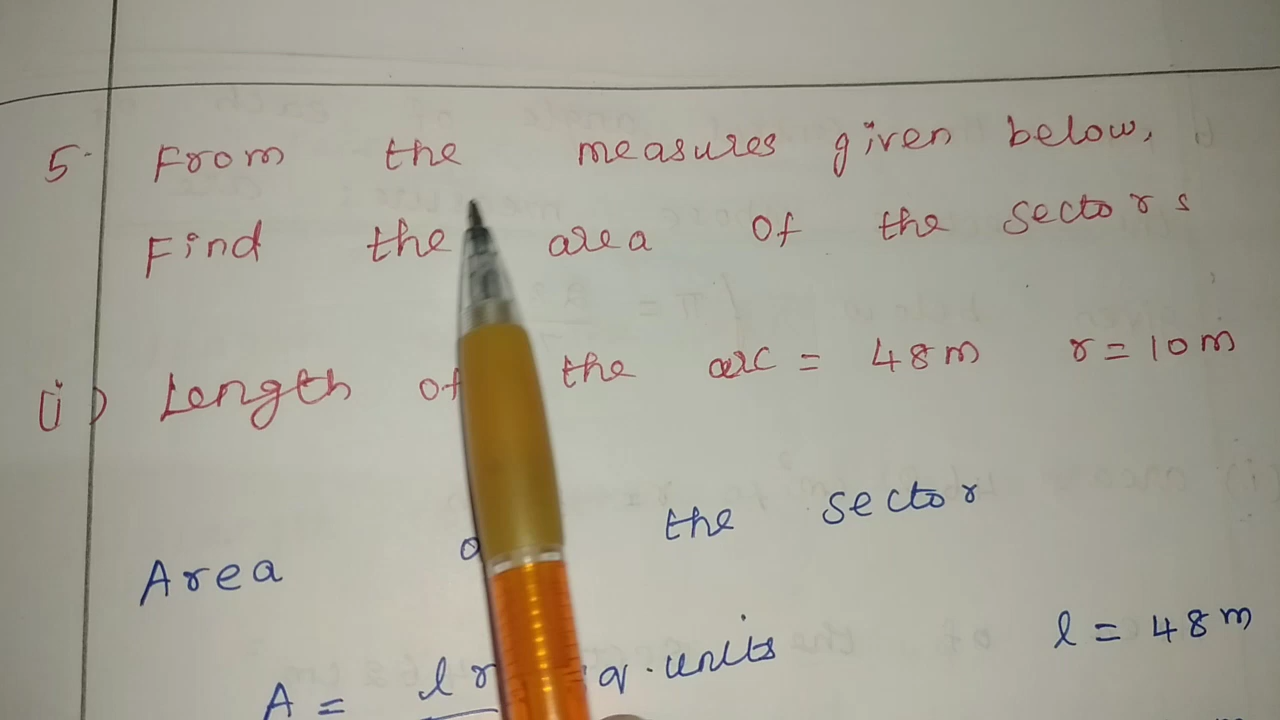 5. From the measures given below,
Find the area of the sectors
(i) Length of the arc = 48m r = 10m
Area the sector
A = l r q. units l = 48m